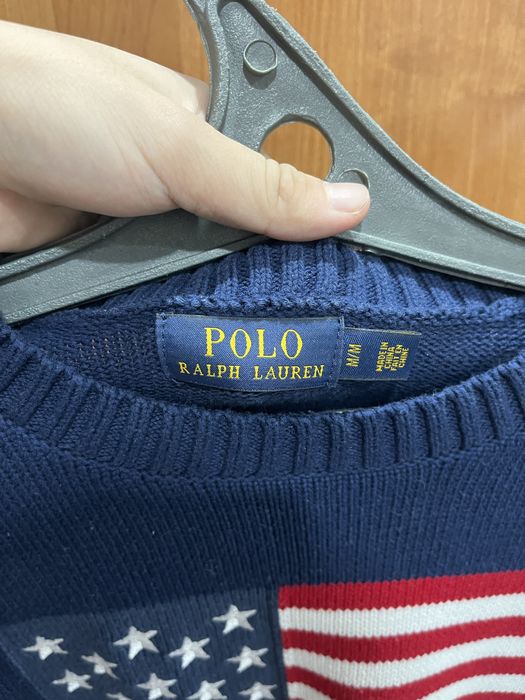 POLO
RALPH LAUREN
M/M
MADE IN
CHINA
FAIT EN
CHINE